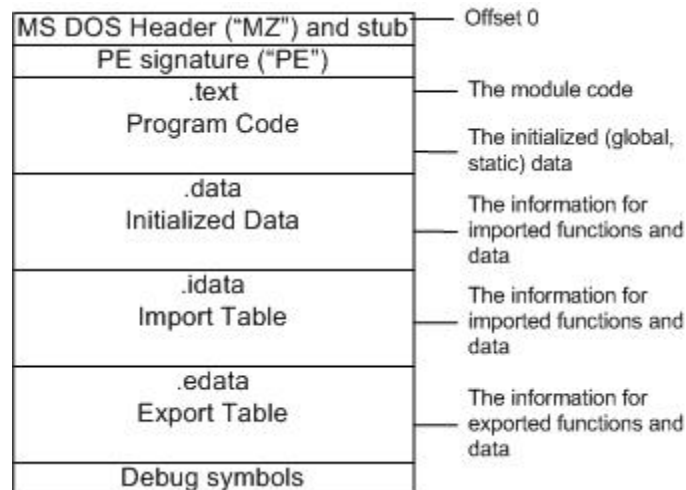 MS DOS Header (“MZ”) and stub
Offset 0
PE signature (“PE”)
.text
Program Code
The module code
The initialized (global,
static) data
.data
Initialized Data
The information for
imported functions and
data
.idata
Import Table
The information for
imported functions and
data
.edata
Export Table
The information for
exported functions and
data
Debug symbols